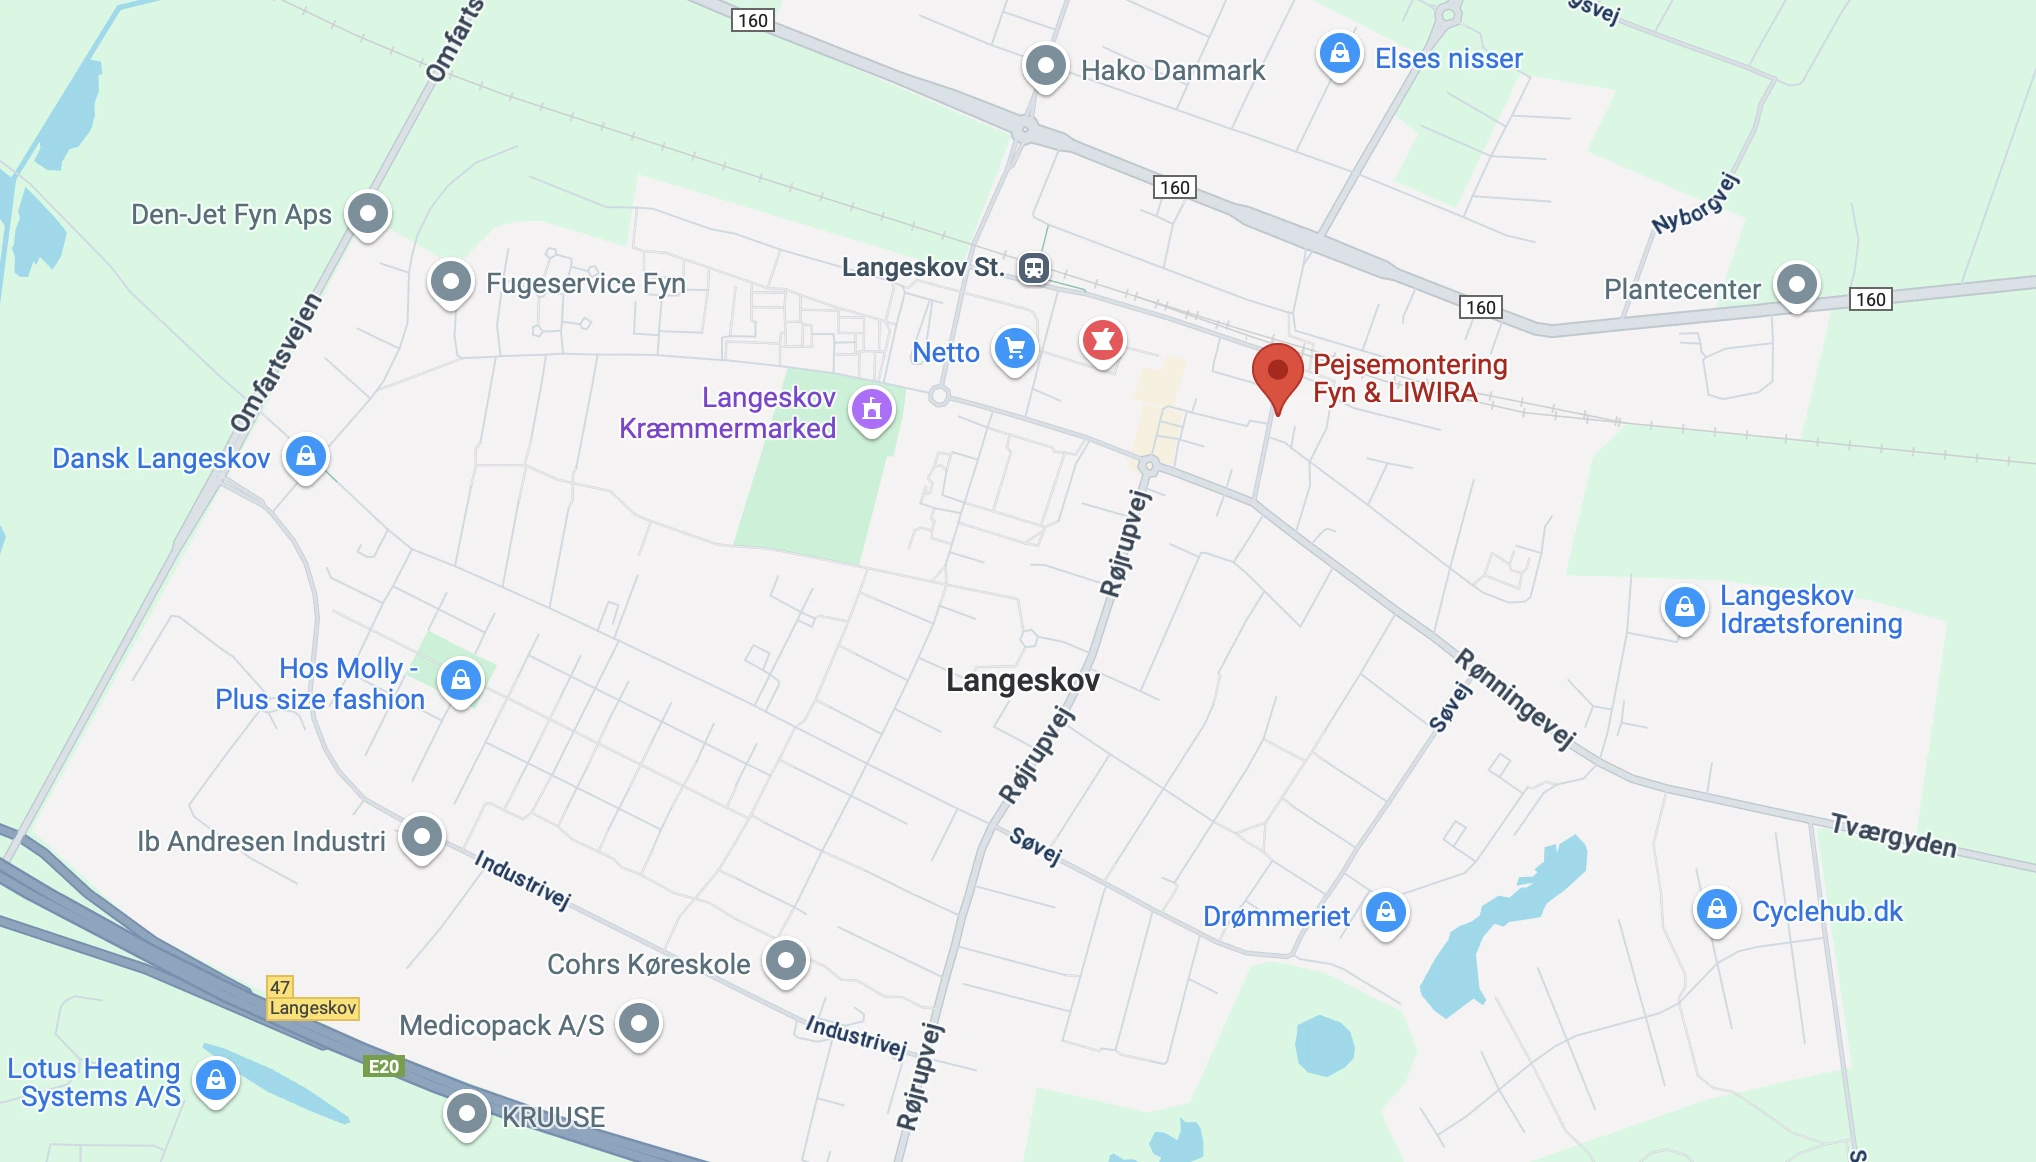 160
Omfarts
gsvej
Elses nisser
Hako Danmark
160
Nyborgvej
Den-Jet Fyn Aps
Langeskov St.
Fugeservice Fyn
Plantecenter
160
160
Omfartsvejen
Netto
Pejsemontering
Fyn & LIWIRA
Langeskov
Kræmmermarked
Dansk Langeskov
Røjrupvej
Langeskov
Idrætsforening
Hos Molly -
Plus size fashion
Langeskov
Rønningevej
Søvej
Røjrupvej
Ib Andresen Industri
Industrivej
Søvej
Tværgyden
Drømmeriet
Cyclehub.dk
Cohrs Køreskole
47
Langeskov
Medicopack A/S
Industrivej
E20
Lotus Heating
Systems A/S
Røjrupvej
KRUUSE
S